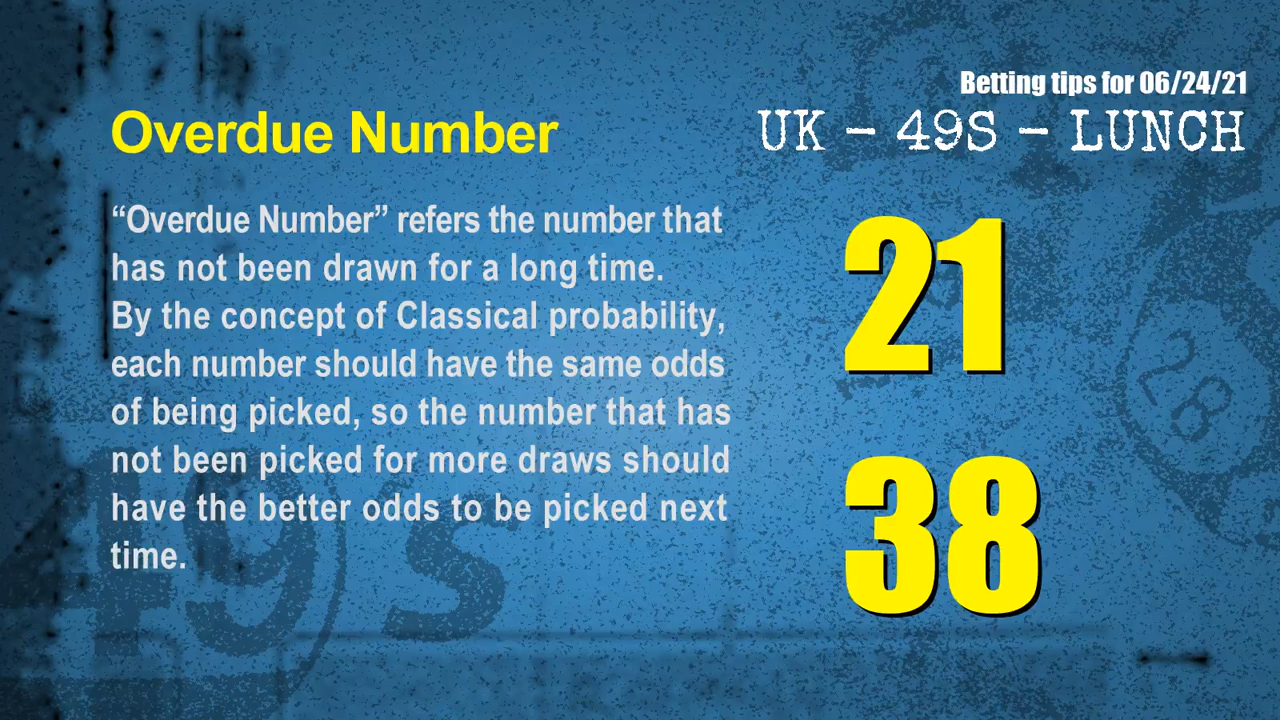 Betting tips for 06/24/21
UK - 49S - LUNCH
Overdue Number
“Overdue Number” refers the number that
has not been drawn for a long time.
By the concept of Classical probability,
each number should have the same odds
of being picked, so the number that has
not been picked for more draws should
have the better odds to be picked next
time.
21
38
28
49's